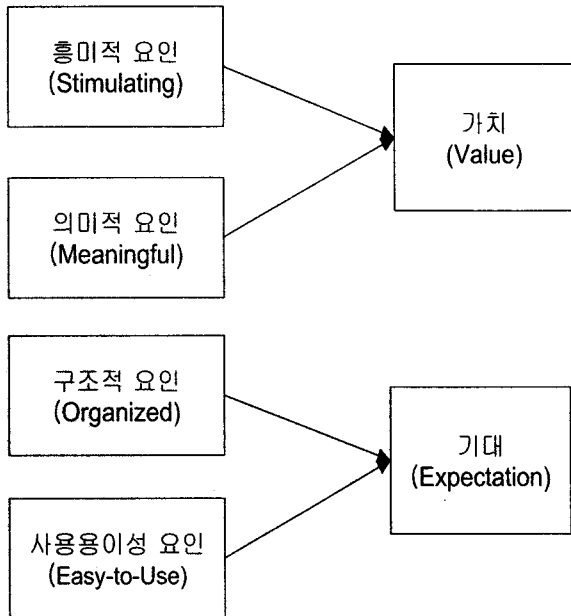 흥미적 요인
(Stimulating)
의미적 요인
(Meaningful)
가치
(Value)
구조적 요인
(Organized)
사용용이성 요인
(Easy-to-Use)
기대
(Expectation)